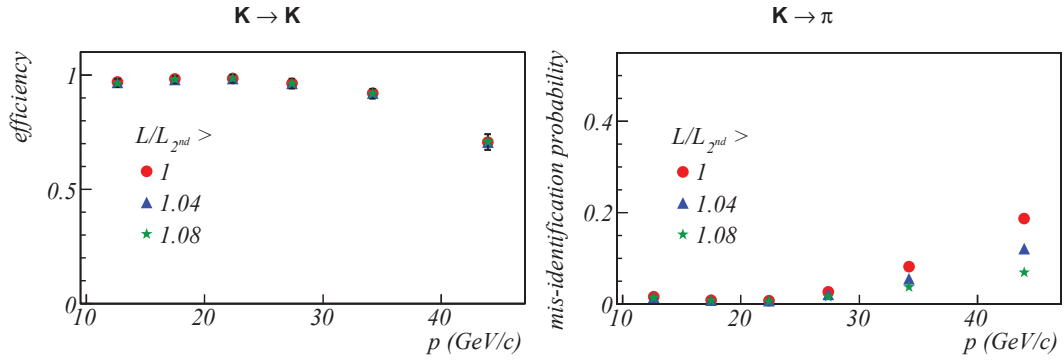 K → K
efficiency
1
0.5
0
L/L2nd >
1
1.04
1.08
10 20 30 40
p (GeV/c)
K → π
mis-identification probability
0.4
0.2
0
L/L2nd >
1
1.04
1.08
10 20 30 40
p (GeV/c)